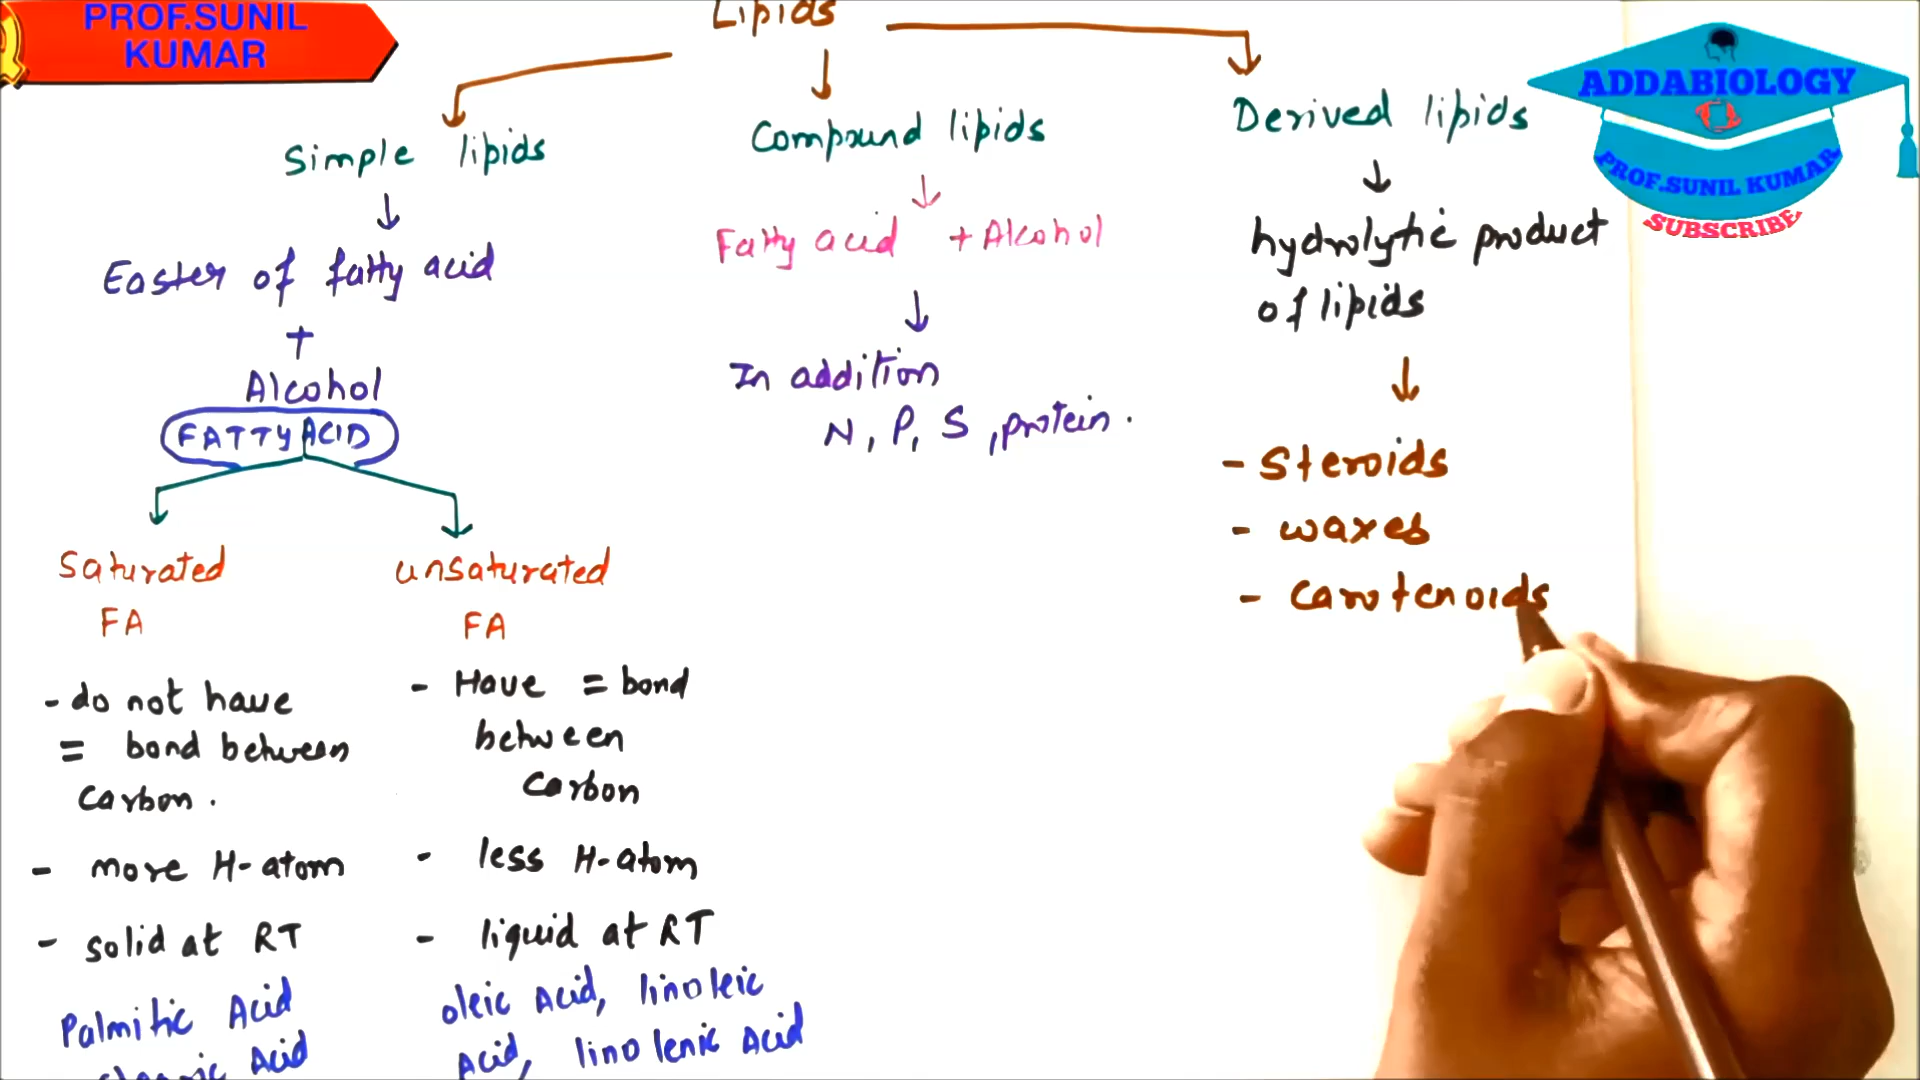 PROF.SUNIL
KUMAR
Lipids
ADDABIOLOGY
PROF.SUNIL KUMAR
SUBSCRIBE
Simple lipids
Easter of fatty acid
+
Alcohol
FATTY ACID
Saturated
FA
- do not have
= bond between
carbon.
- more H-atom
- solid at RT
Palmitic Acid
Acid
unsaturated
FA
- Have = bond
between
carbon
- less H-atom
- liquid at RT
oleic Acid, linoleic
Acid, linolenic Acid
Compound lipids
Fatty acid + Alcohol
In addition
N, P, S, protein.
Derived lipids
hydrolytic product
of lipids
- Steroids
- waxes
- carotenoids